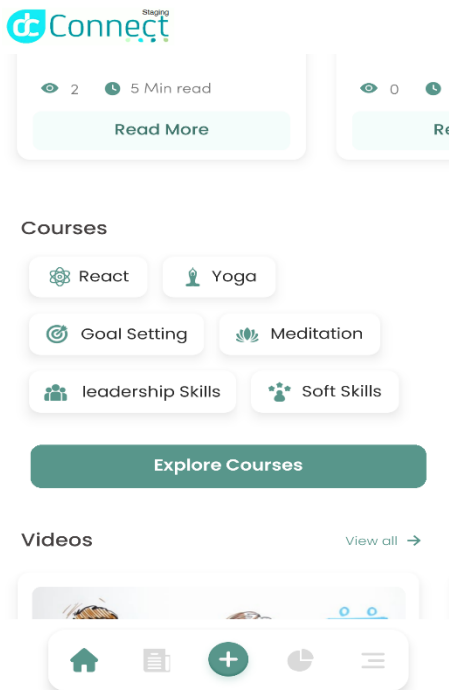 Staging
dc Connect
2 5 Min read 0
Read More Re
Courses
React Yoga
Goal Setting Meditation
leadership Skills Soft Skills
Explore Courses
Videos View all